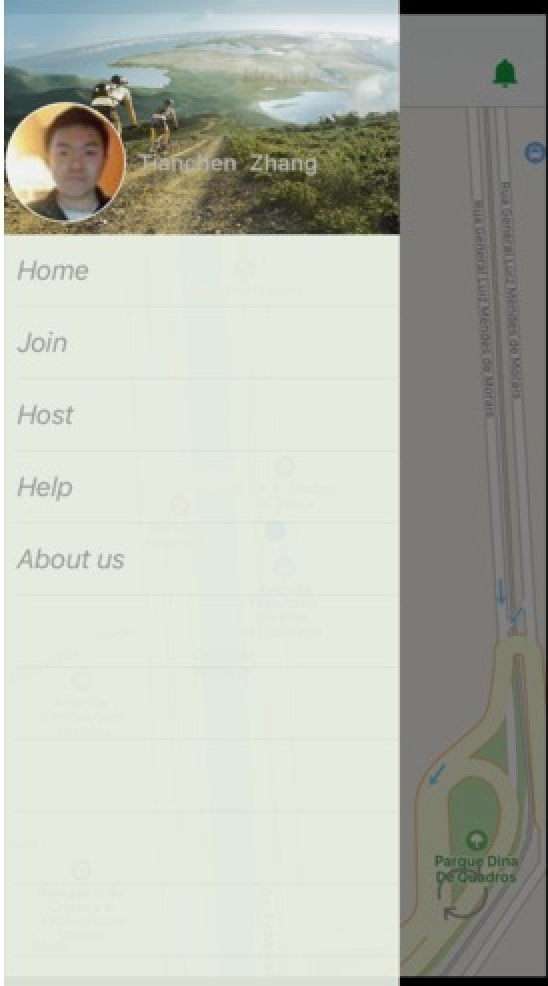 Tianchen Zhang
Home
Join
Host
Help
About us
Rua General Luiz Mendes de Morais
Rua General Luiz Mendes de Morais
Parque Dina
De Quadros